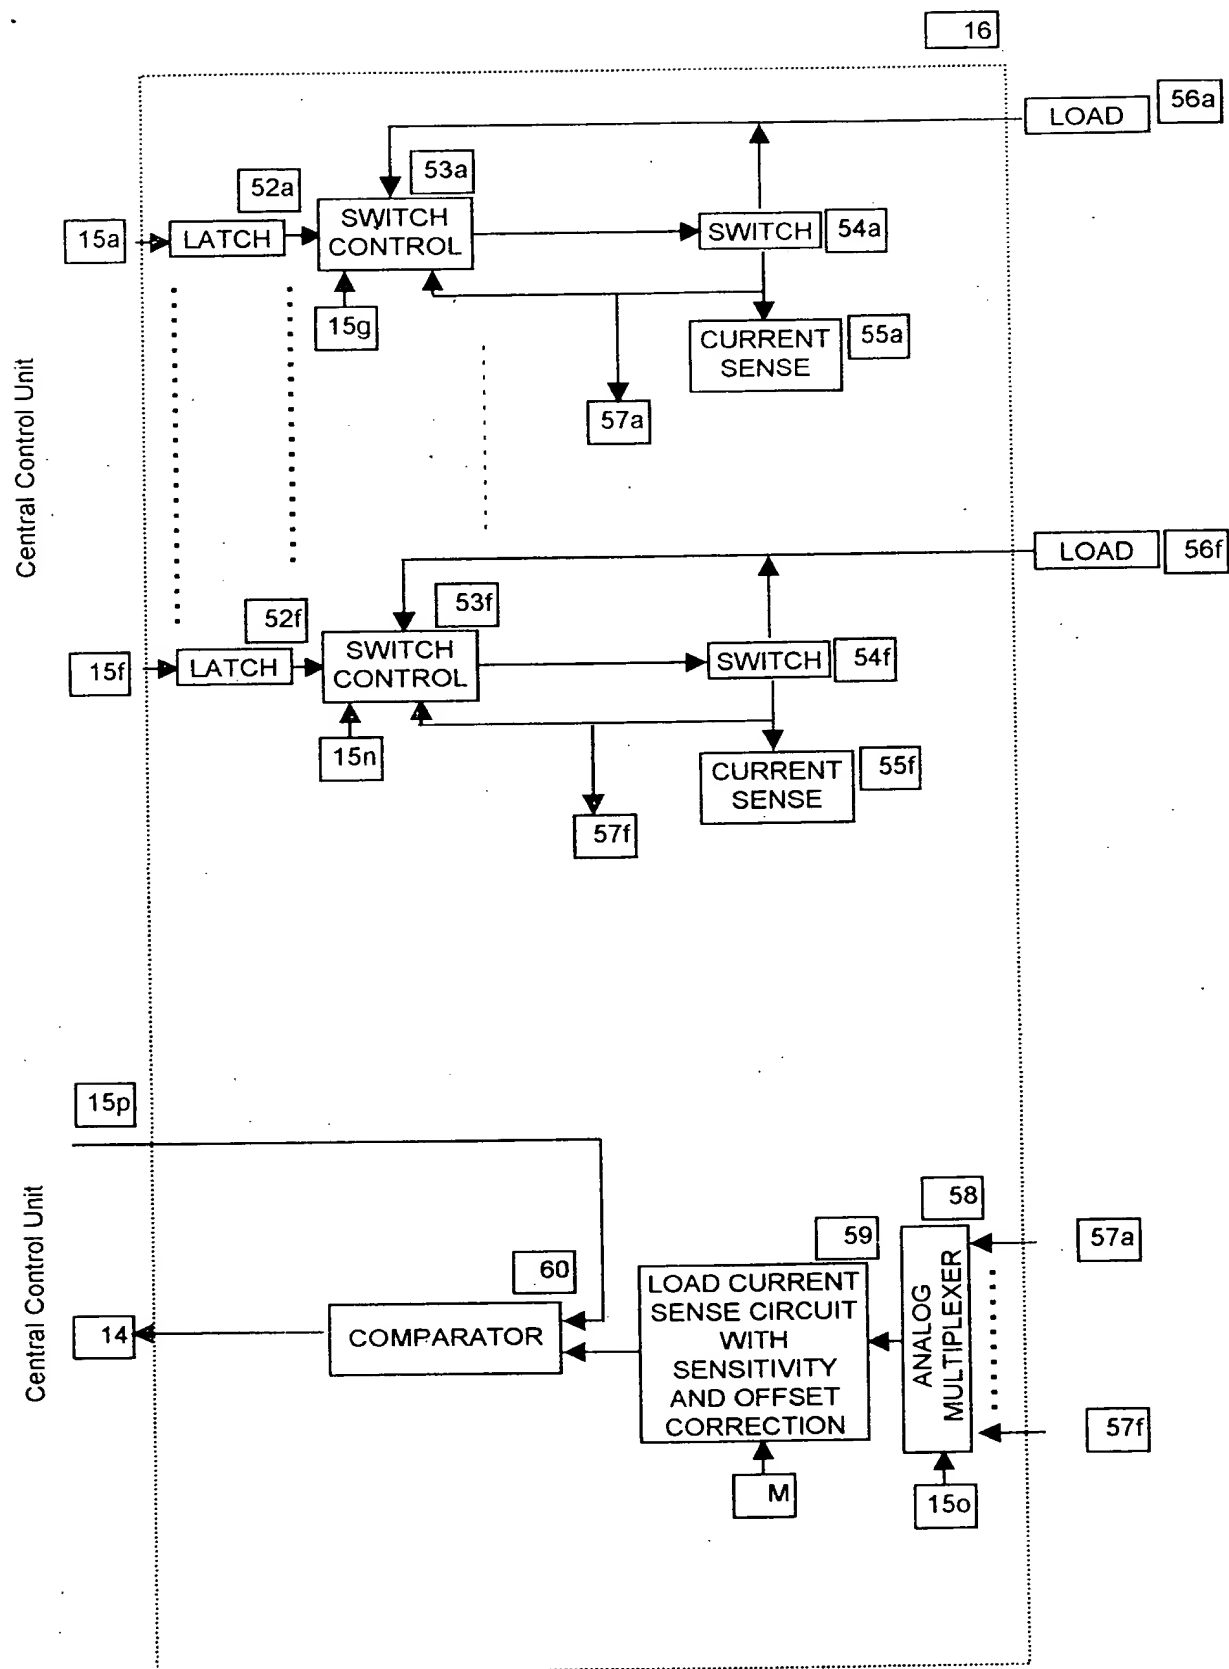 16
LOAD
56a
53a
52a
15a
LATCH
SWITCH
CONTROL
SWITCH
54a
15g
CURRENT
SENSE
55a
57a
Central Control Unit
LOAD
56f
53f
52f
15f
LATCH
SWITCH
CONTROL
SWITCH
54f
15n
CURRENT
SENSE
55f
57f
15p
Central Control Unit
58
59
60
57a
14
COMPARATOR
LOAD CURRENT
SENSE CIRCUIT
WITH
SENSITIVITY
AND OFFSET
CORRECTION
ANALOG
MULTIPLEXER
57f
M
15o